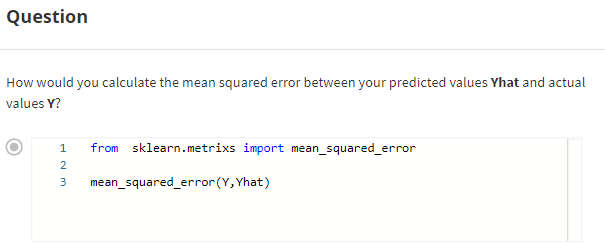 Question
How would you calculate the mean squared error between your predicted values Yhat and actual
values Y?
1 from sklearn.metrixs import mean_squared_error
2
3 mean_squared_error(Y,Yhat)